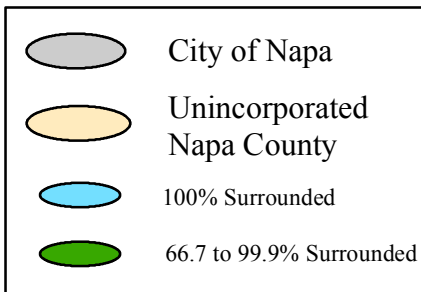 City of Napa
Unincorporated
Napa County
100% Surrounded
66.7 to 99.9% Surrounded